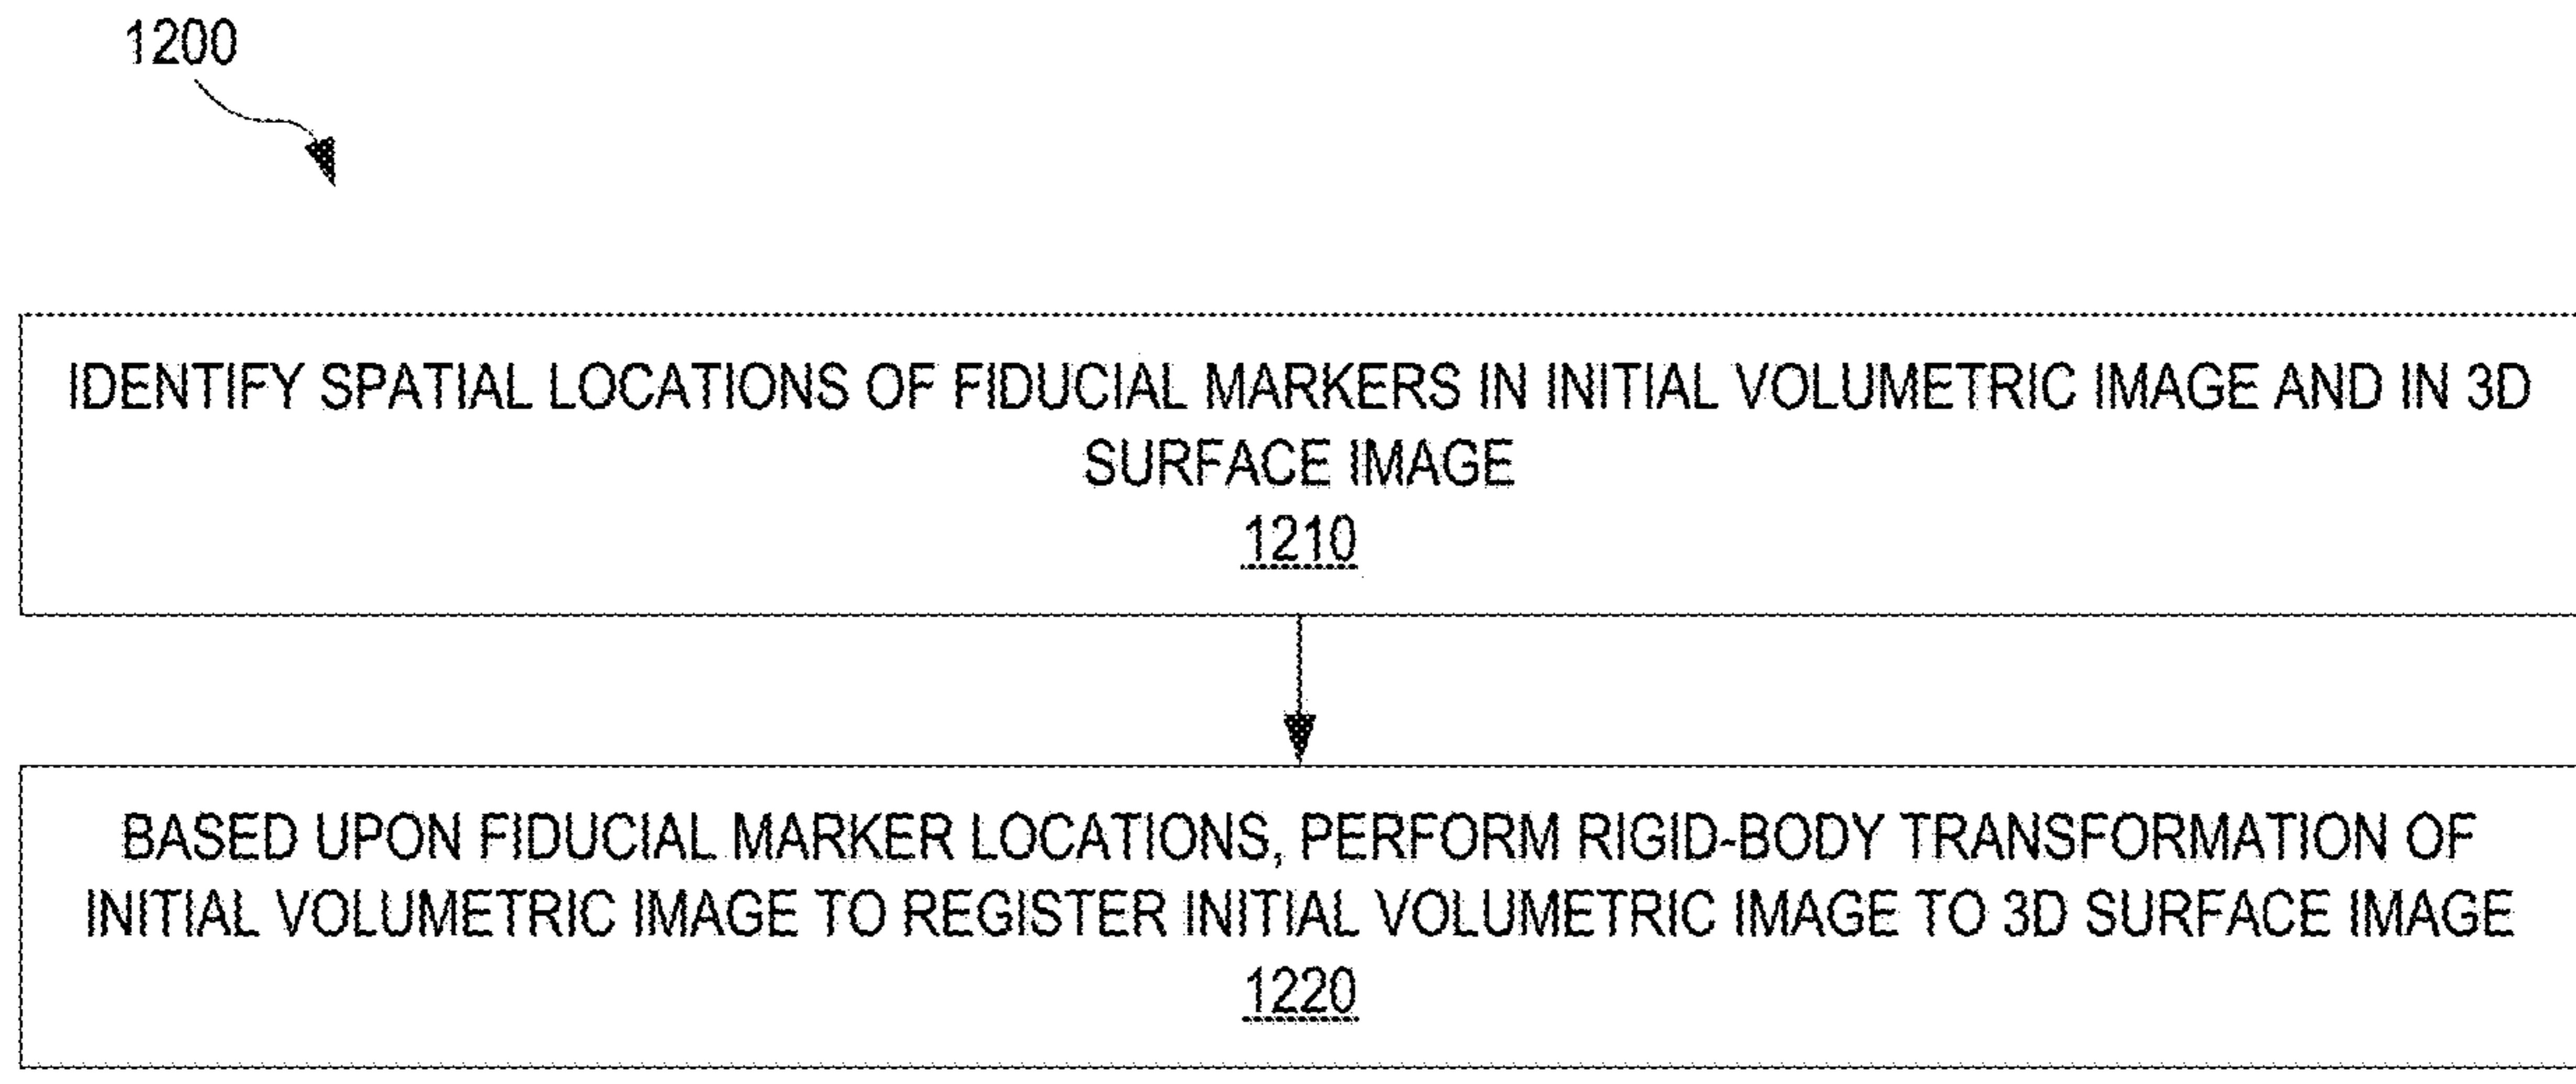 1200
IDENTIFY SPATIAL LOCATIONS OF FIDUCIAL MARKERS IN INITIAL VOLUMETRIC IMAGE AND IN 3D
SURFACE IMAGE
1210
BASED UPON FIDUCIAL MARKER LOCATIONS, PERFORM RIGID-BODY TRANSFORMATION OF
INITIAL VOLUMETRIC IMAGE TO REGISTER INITIAL VOLUMETRIC IMAGE TO 3D SURFACE IMAGE
1220